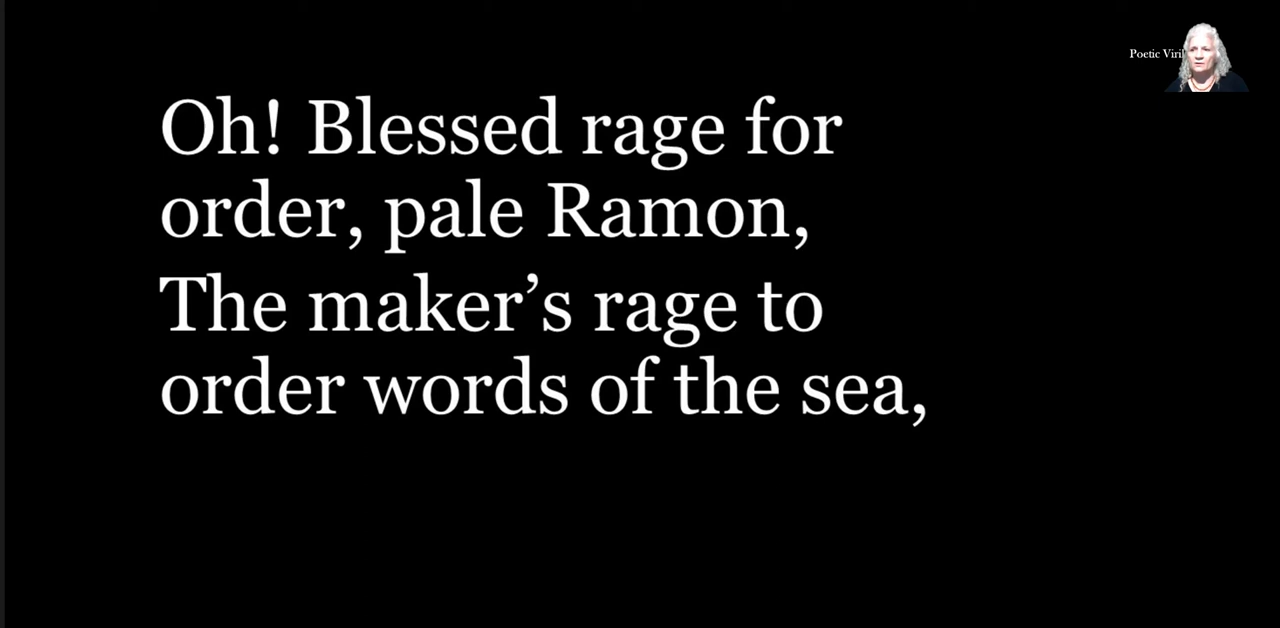 Poetic Viril
Oh! Blessed rage for
order, pale Ramon,
The maker’s rage to
order words of the sea,